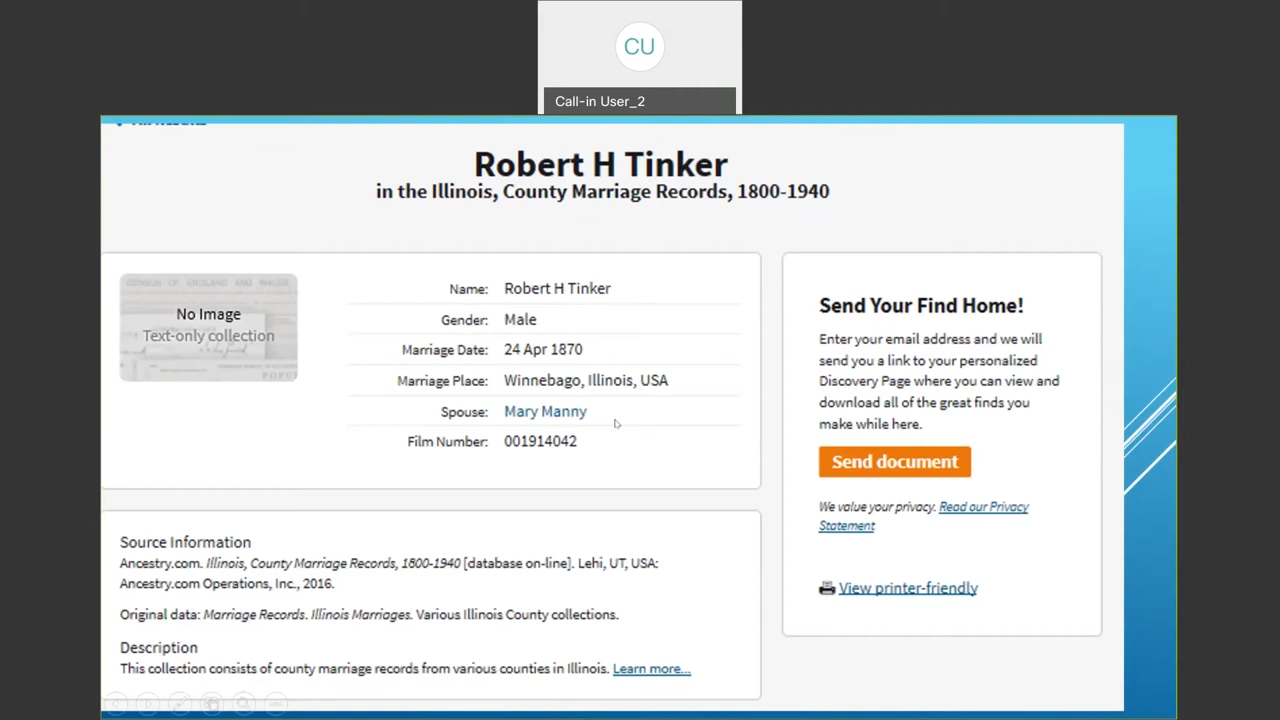 CU
Call-in User_2
Robert H Tinker
in the Illinois, County Marriage Records, 1800-1940
No Image
Text-only collection
Name: Robert H Tinker
Gender: Male
Marriage Date: 24 Apr 1870
Marriage Place: Winnebago, Illinois, USA
Spouse: Mary Manny
Film Number: 001914042
Send Your Find Home!
Enter your email address and we will
send you a link to your personalized
Discovery Page where you can view and
download all of the great finds you
make while here.
Send document
We value your privacy. Read our Privacy
Statement
View printer-friendly
Source Information
Ancestry.com. Illinois, County Marriage Records, 1800-1940 [database on-line]. Lehi, UT, USA:
Ancestry.com Operations, Inc., 2016.
Original data: Marriage Records. Illinois Marriages. Various Illinois County collections.
Description
This collection consists of county marriage records from various counties in Illinois. Learn more...